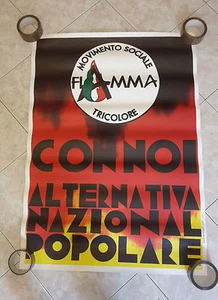 MOVIMENTO SOCIALE
FIAMMA
TRICOLORE
CON NOI
ALTERNATIVA
NAZIONAL
POPOLARE